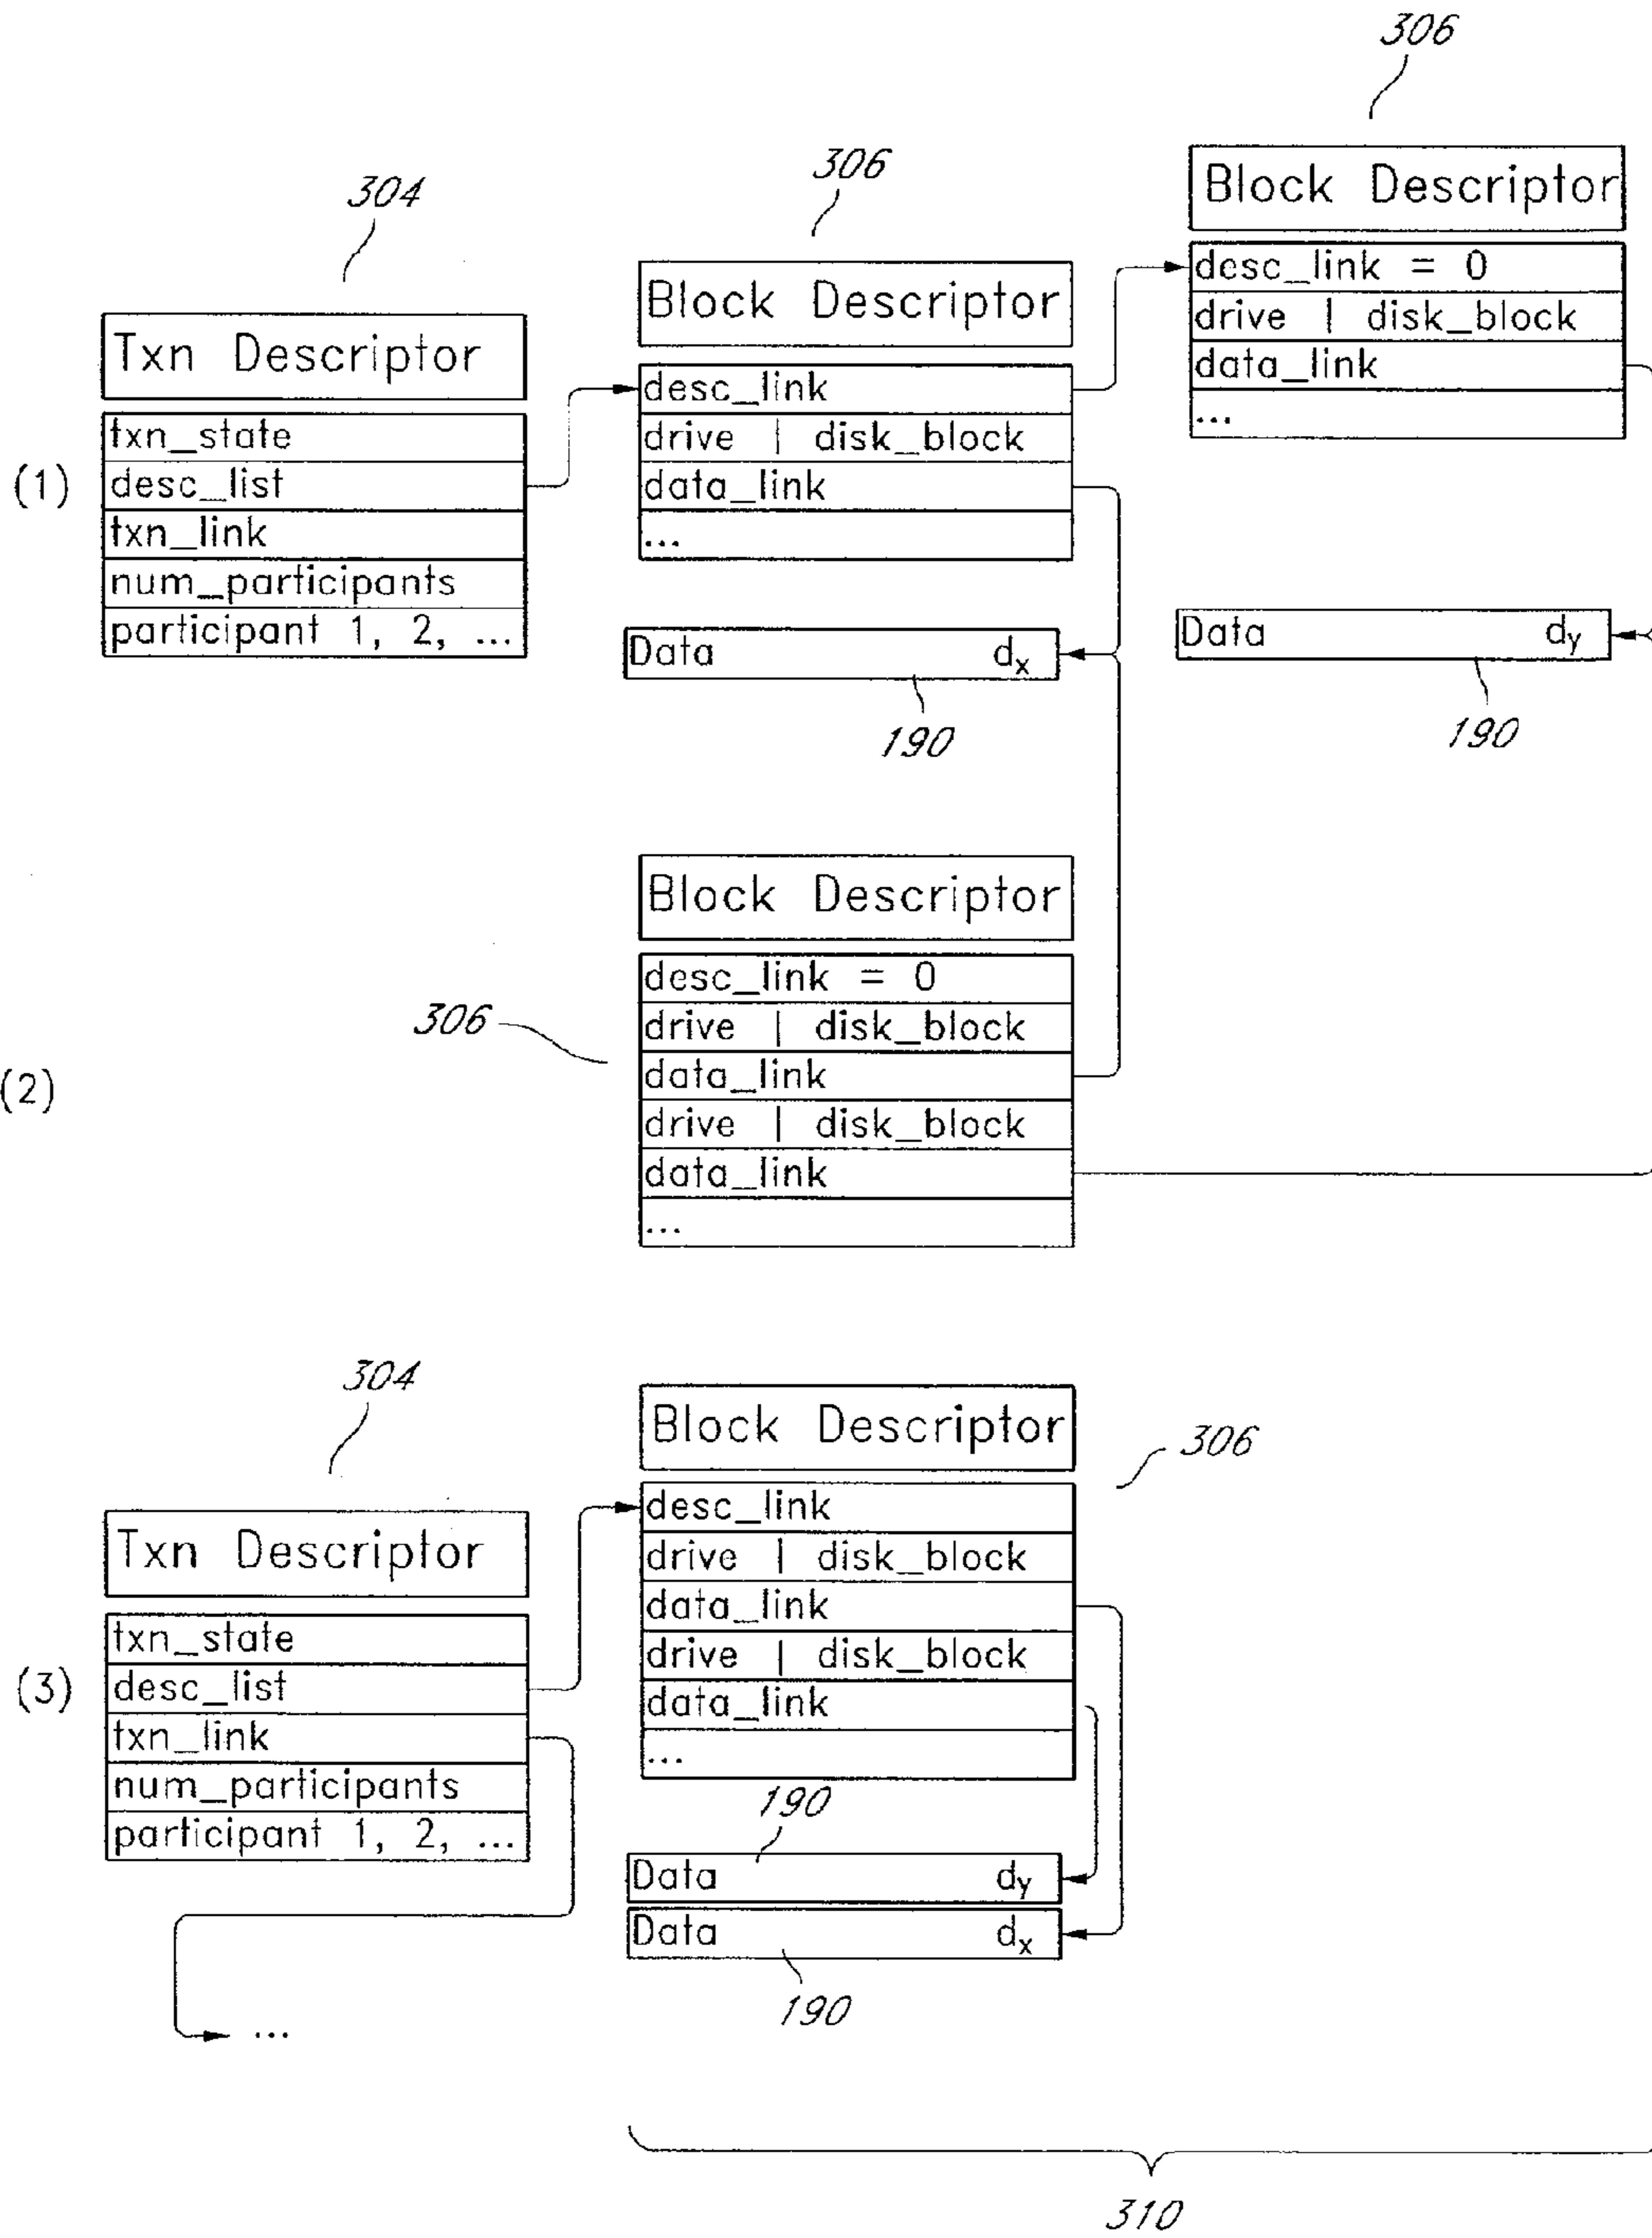 306
306
304
Block Descriptor
desc_link = 0
drive | disk_block
data_link
...
Block Descriptor
desc_link
drive | disk_block
data_link
...
Txn Descriptor
(1)
txn_state
desc_list
txn_link
num_participants
participant 1, 2, ...
Data dx
190
Data dy
190
Block Descriptor
306
(2)
desc_link = 0
drive | disk_block
data_link
drive | disk_block
data_link
...
304
Block Descriptor
306
desc_link
drive | disk_block
data_link
drive | disk_block
data_link
...
Txn Descriptor
(3)
txn_state
desc_list
txn_link
num_participants
participant 1, 2, ...
190
Data dy
Data dx
190
...
310